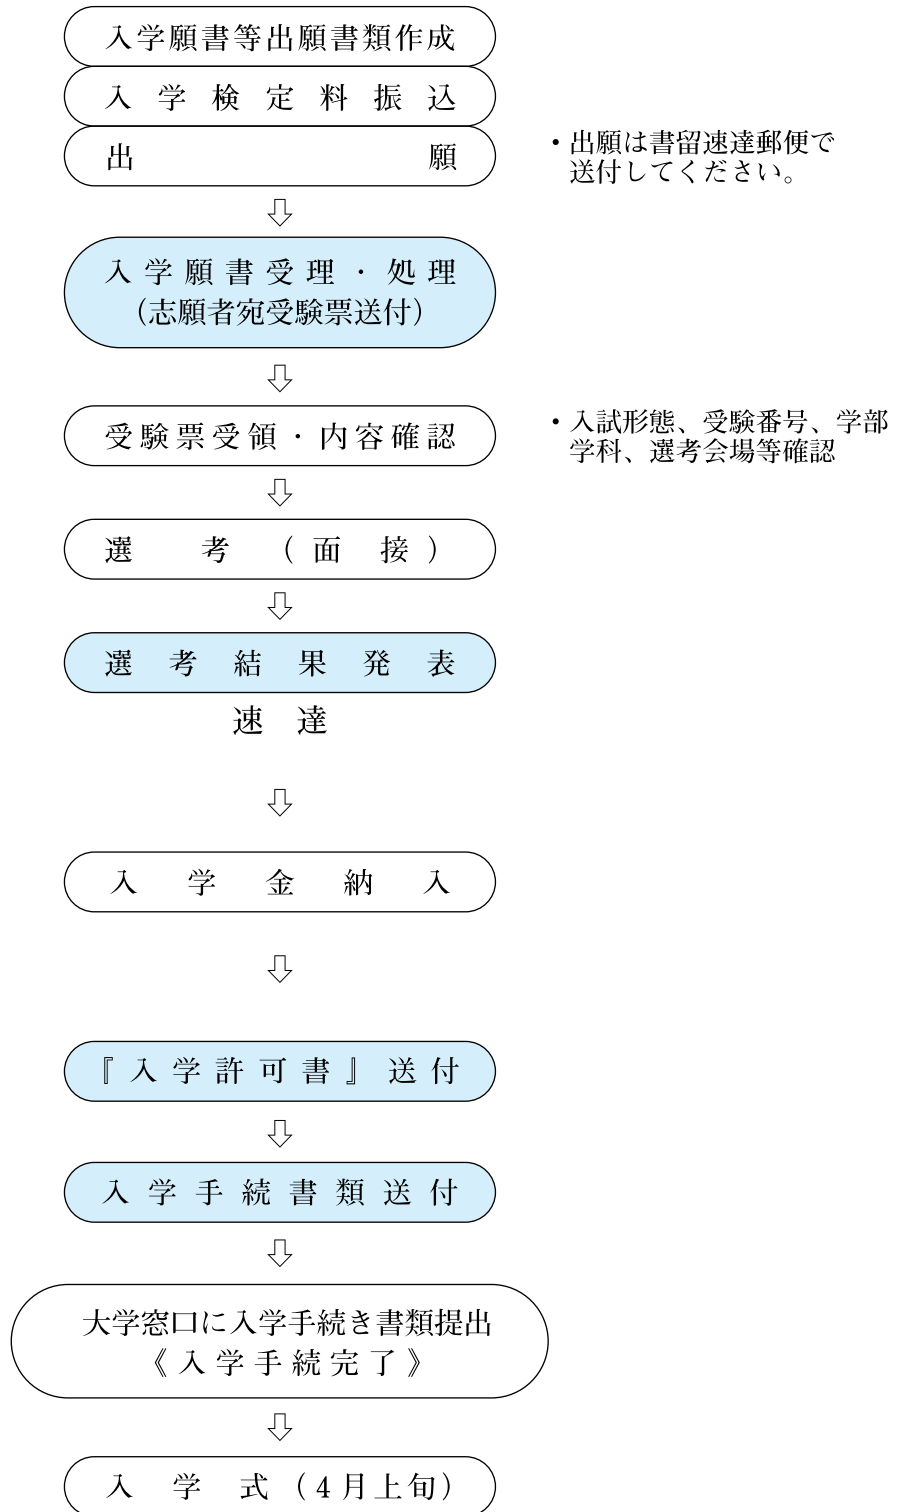 入学願書等出願書類作成
入学検定料振込
出願
・出願は書留速達郵便で
送付してください。
入学願書受理・処理
(志願者宛受験票送付)
受験票受領・内容確認
・入試形態、受験番号、学部
学科、選考会場等確認
選考(面接)
選考結果発表
速達
入学金納入
『入学許可書』送付
入学手続書類送付
大学窓口に入学手続き書類提出
《入学手続完了》
入学式(4月上旬)